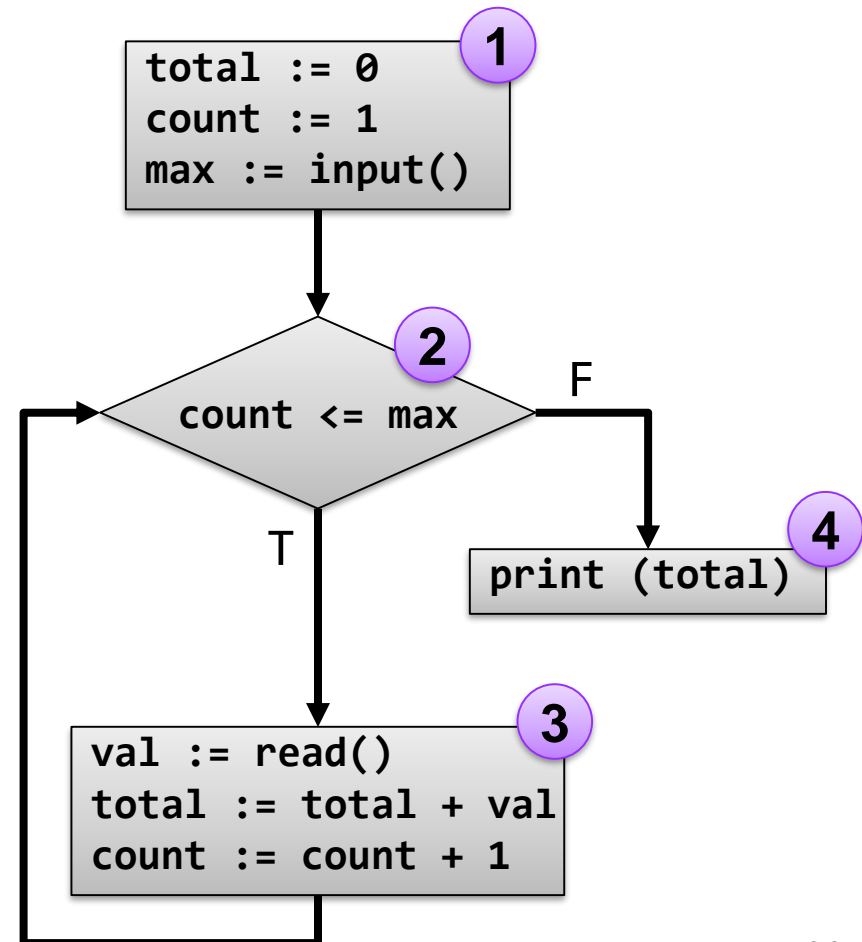 1
total := 0
count := 1
max := input()
2
count <= max
F
T
4
print (total)
3
val := read()
total := total + val
count := count + 1